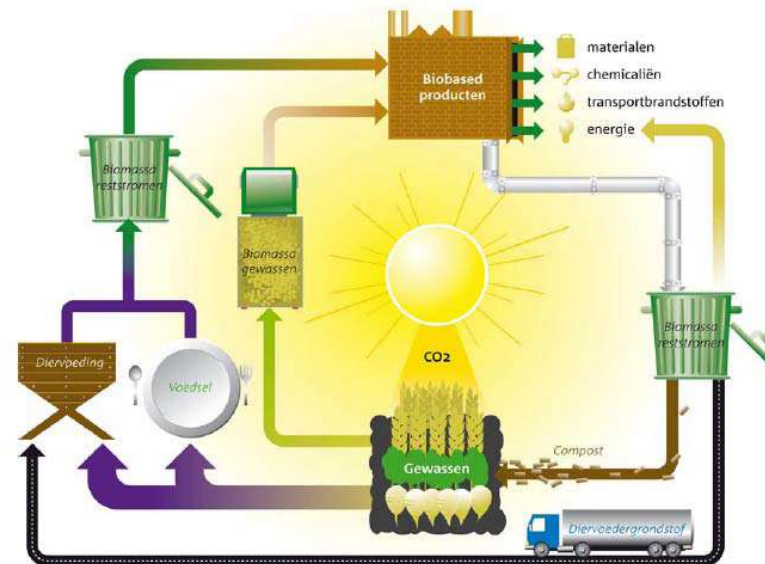 Biobased
producten
materialen
chemicaliën
transportbrandstoffen
energie
Biomassa
reststromen
Biomassa
gewassen
Biomassa
reststromen
Diervoeding
Voedsel
CO2
Gewassen
Compost
Diervoedergrondstof